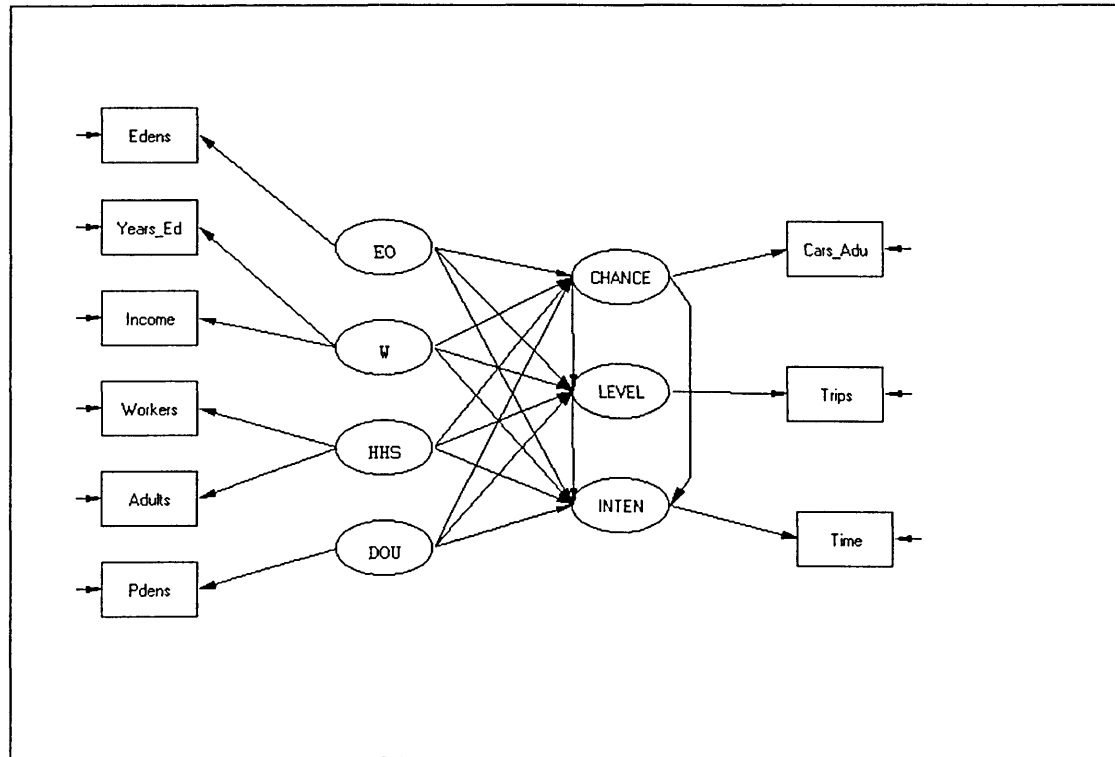 Edens
Years_Ed
Income
Workers
Adults
Pdens
EO
W
HHS
DOU
CHANCE
LEVEL
INTEN
Cars_Adu
Trips
Time